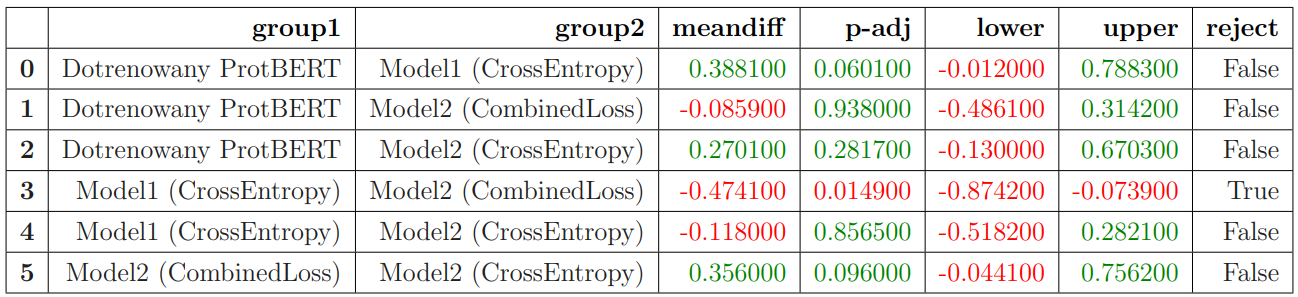 group1 group2 meandiff p-adj lower upper reject
0 Dotrenowany ProtBERT Model1 (CrossEntropy) 0.388100 0.060100 -0.012000 0.788300 False
1 Dotrenowany ProtBERT Model2 (CombinedLoss) -0.085900 0.938000 -0.486100 0.314200 False
2 Dotrenowany ProtBERT Model2 (CrossEntropy) 0.270100 0.281700 -0.130000 0.670300 False
3 Model1 (CrossEntropy) Model2 (CombinedLoss) -0.474100 0.014900 -0.874200 -0.073900 True
4 Model1 (CrossEntropy) Model2 (CrossEntropy) -0.118000 0.856500 -0.518200 0.282100 False
5 Model2 (CombinedLoss) Model2 (CrossEntropy) 0.356000 0.096000 -0.044100 0.756200 False